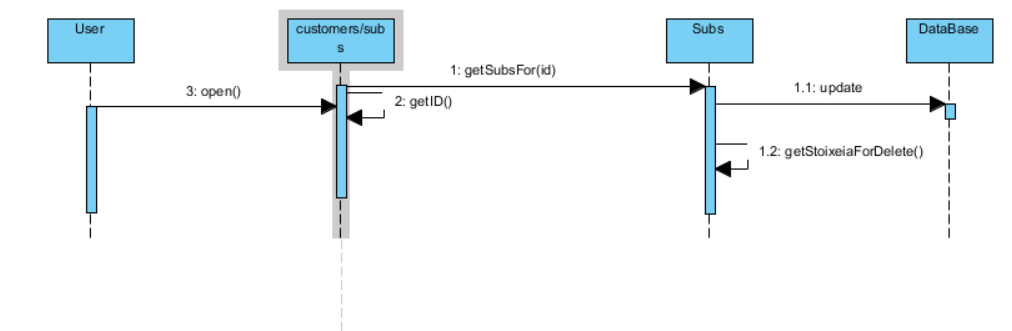 User
customers/sub
s
Subs
DataBase
1: getSubsFor(id)
3: open()
2: getID()
1.1: update
1.2: getStoixeiaForDelete()